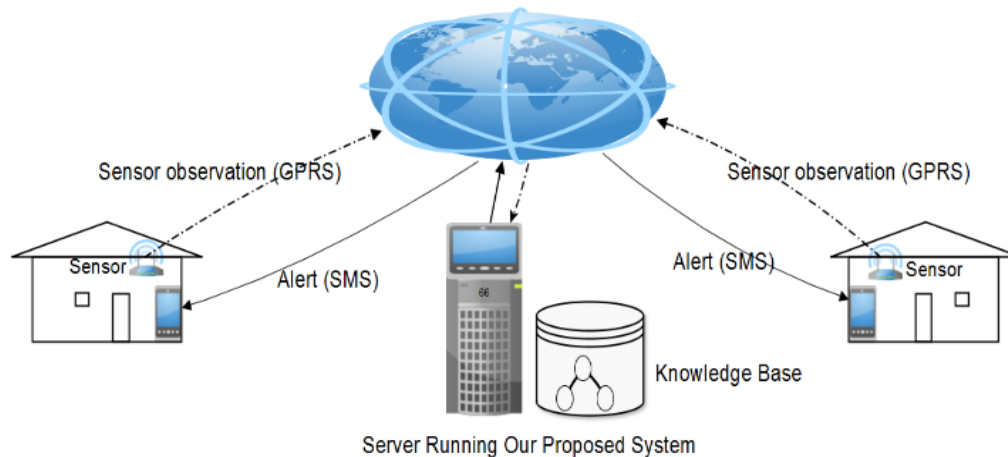 Sensor observation (GPRS)
Sensor observation (GPRS)
Sensor
Alert (SMS)
Alert (SMS)
Sensor
66
Knowledge Base
Server Running Our Proposed System